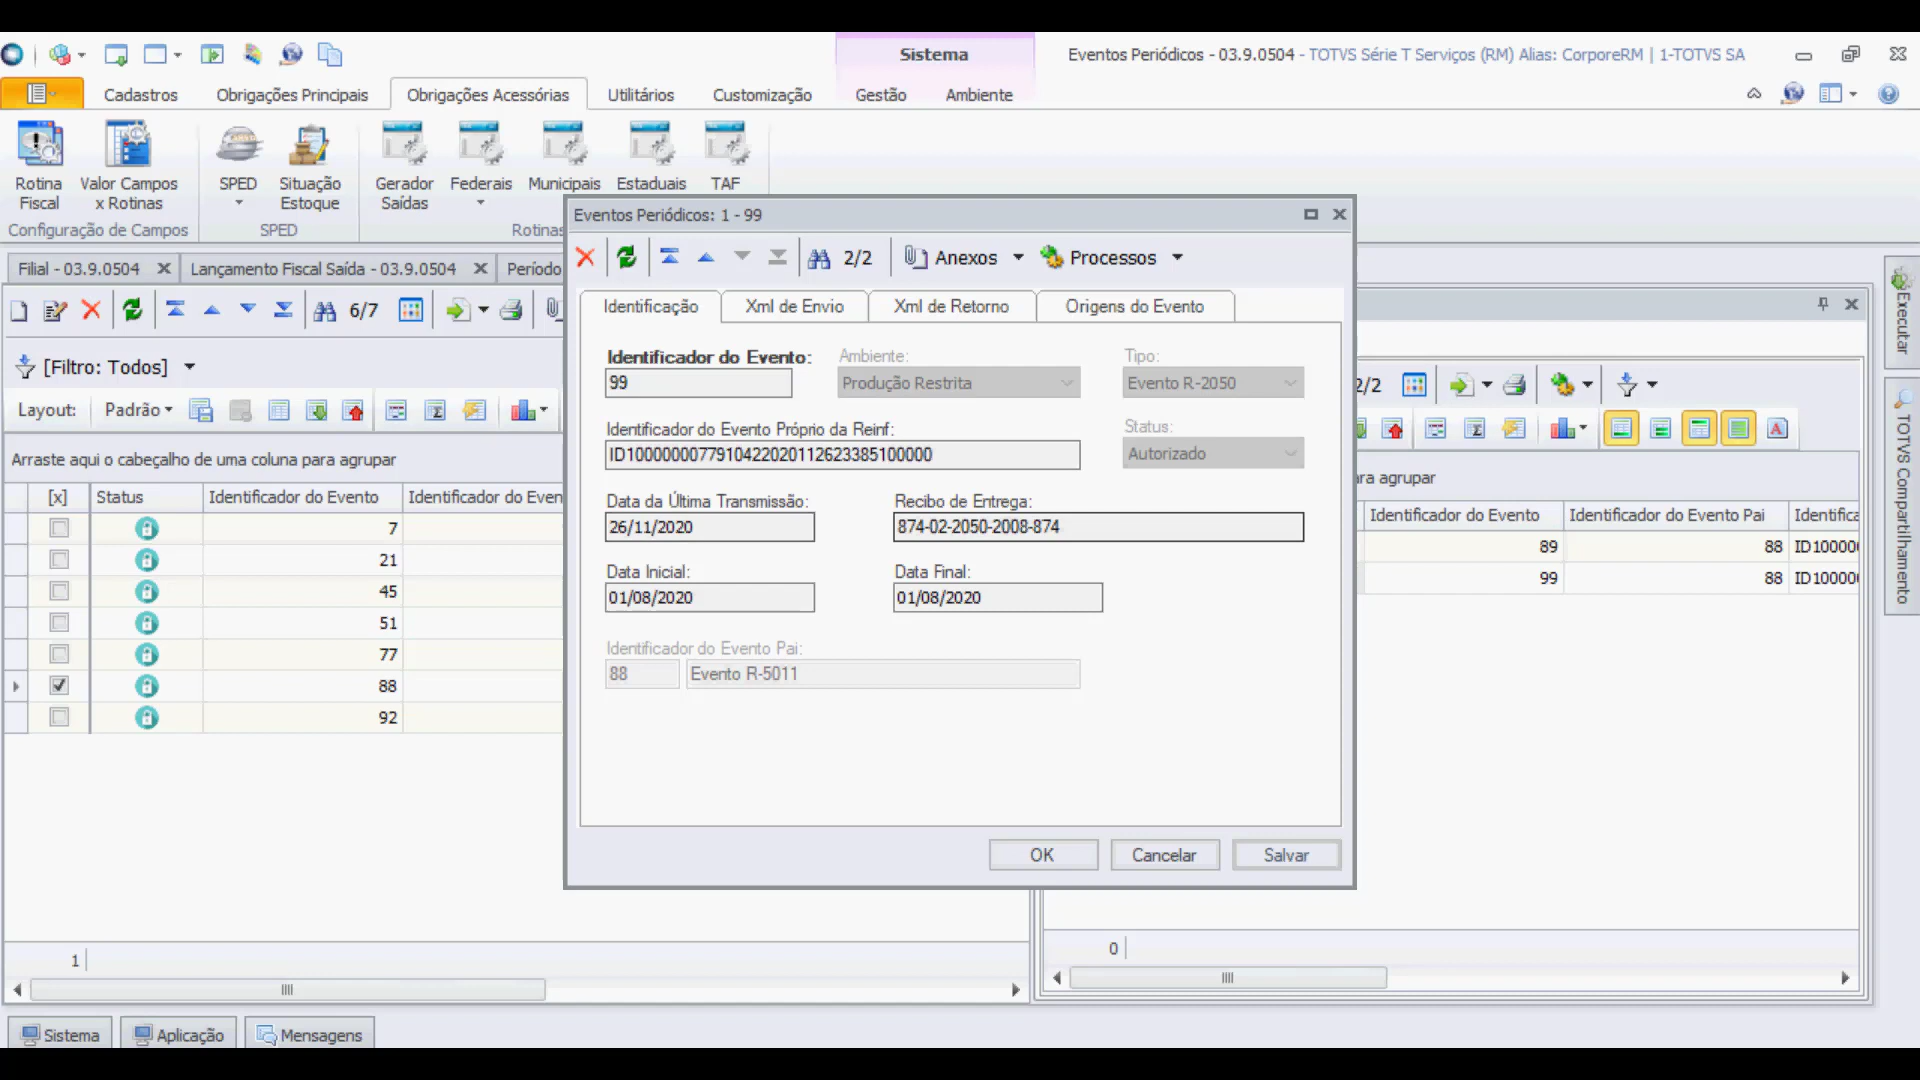 Sistema
Eventos Periódicos - 03.9.0504 - TOTVS Série T Serviços (RM) Alias: CorporeRM | 1-TOTVS SA
Cadastros
Obrigações Principais
Obrigações Acessórias
Utilitários
Customização
Gestão
Ambiente
Rotina Fiscal
Valor Campos x Rotinas
SPED
Situação Estoque
Gerador Saídas
Federais
Municipais
Estaduais
TAF
Configuração de Campos
SPED
Rotinas
Filial - 03.9.0504
Lançamento Fiscal Saída - 03.9.0504
Período
6/7
[Filtro: Todos]
Layout: Padrão
Arraste aqui o cabeçalho de uma coluna para agrupar
[x] Status Identificador do Evento Identificador do Even
7
21
45
51
77
88
92
1
Eventos Periódicos: 1 - 99
2/2 Anexos Processos
Identificação
Xml de Envio
Xml de Retorno
Origens do Evento
Identificador do Evento: Ambiente: Tipo:
99 Produção Restrita Evento R-2050
Identificador do Evento Próprio da Reinf: Status:
ID1000000077910422020112623385100000 Autorizado
Data da Última Transmissão: Recibo de Entrega:
26/11/2020 874-02-2050-2008-874
Data Inicial: Data Final:
01/08/2020 01/08/2020
Identificador do Evento Pai:
88 Evento R-5011
OK Cancelar Salvar
2/2
ra agrupar
Identificador do Evento Identificador do Evento Pai Identifica
89 88 ID10000
99 88 ID10000
0
Executar
TOTVS Compartilhamento
Sistema
Aplicação
Mensagens